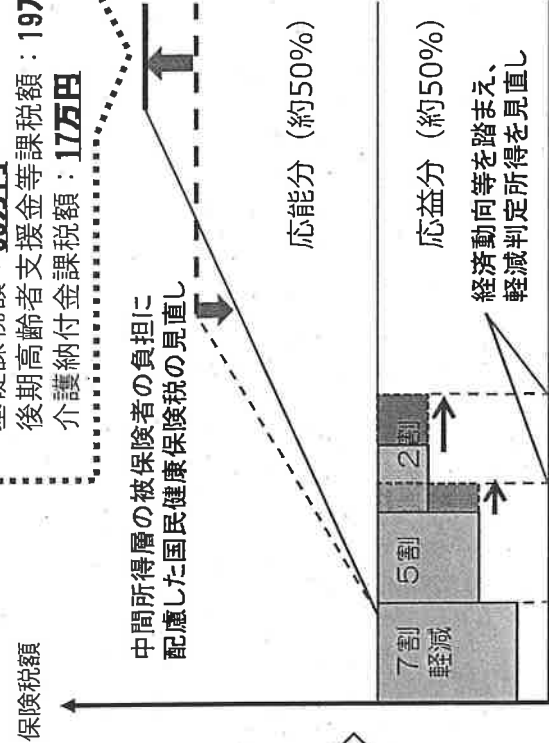 後期高齢者支援金等課税額：197
介護納付金課税額：17万円
保険税額
中間所得層の被保険者の負担に
配慮した国民健康保険税の見直し
応能分（約50%）
7割
軽減
5割
2割
応益分（約50%）
経済動向等を踏まえ、
軽減判定所得を見直し